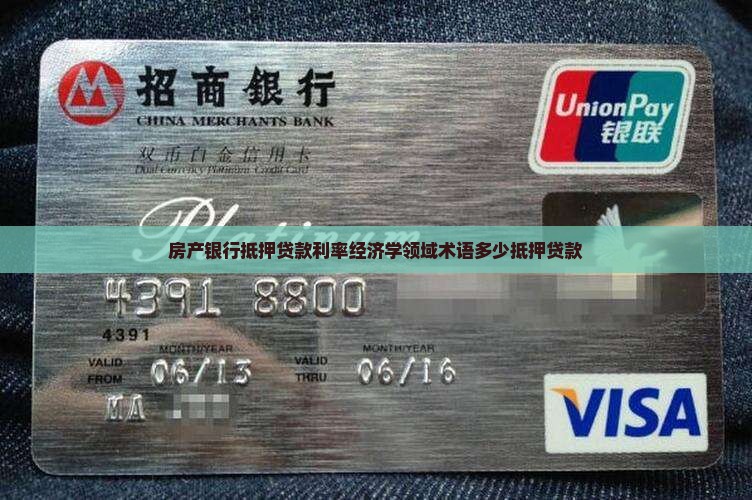 招商银行
CHINA MERCHANTS BANK
UnionPay
银联
双币白金信用卡
Dual Currency Platinum Credit Card
Platinum
房产银行抵押贷款利率经济学领域术语多少抵押贷款
4391 8800
4391
MONTH/YEAR MONTH/YEAR
VALID FROM 06/13 VALID THRU 06/16
MA
VISA